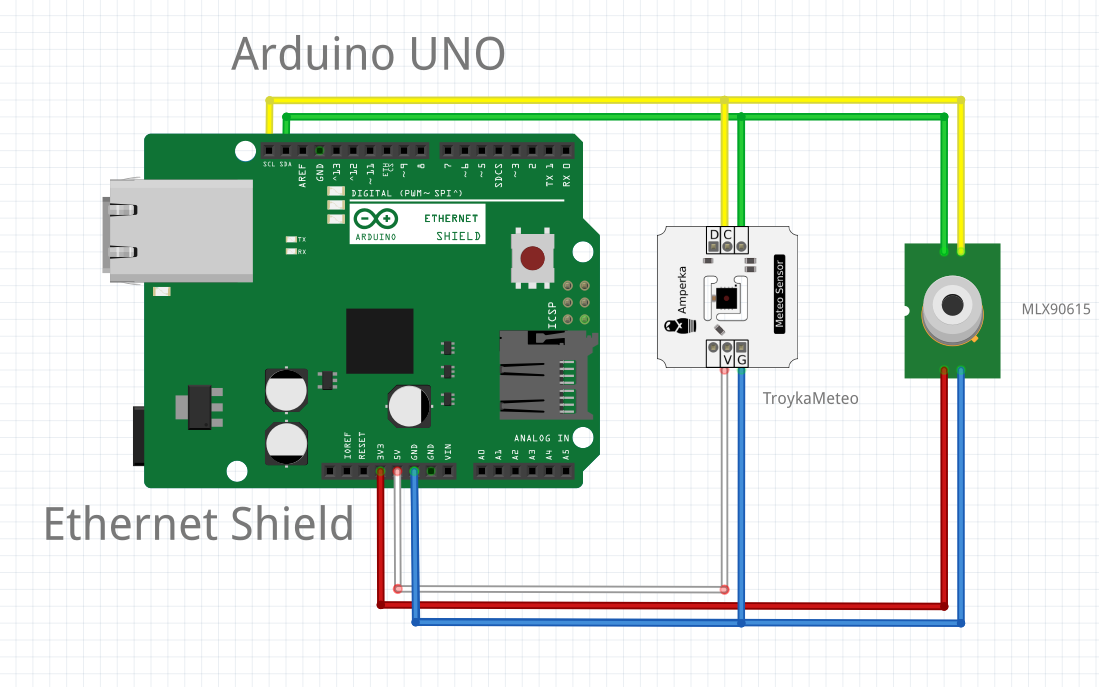 Arduino UNO
SCL SDA AREF GND ^13 ^12 ~11 ~9 8 7 ~6 ~5 SDCS ~3 2 TX 1 RX 0
DIGITAL (PWM~ SPI^)
ARDUINO
ETHERNET
SHIELD
TX
RX
ICSP
D C
Amperka
Meteo Sensor
V G
MLX90615
TroykaMeteo
ANALOG IN
IOREF RESET 3V3 5V GND GND VIN A0 A1 A2 A3 A4 A5
Ethernet Shield